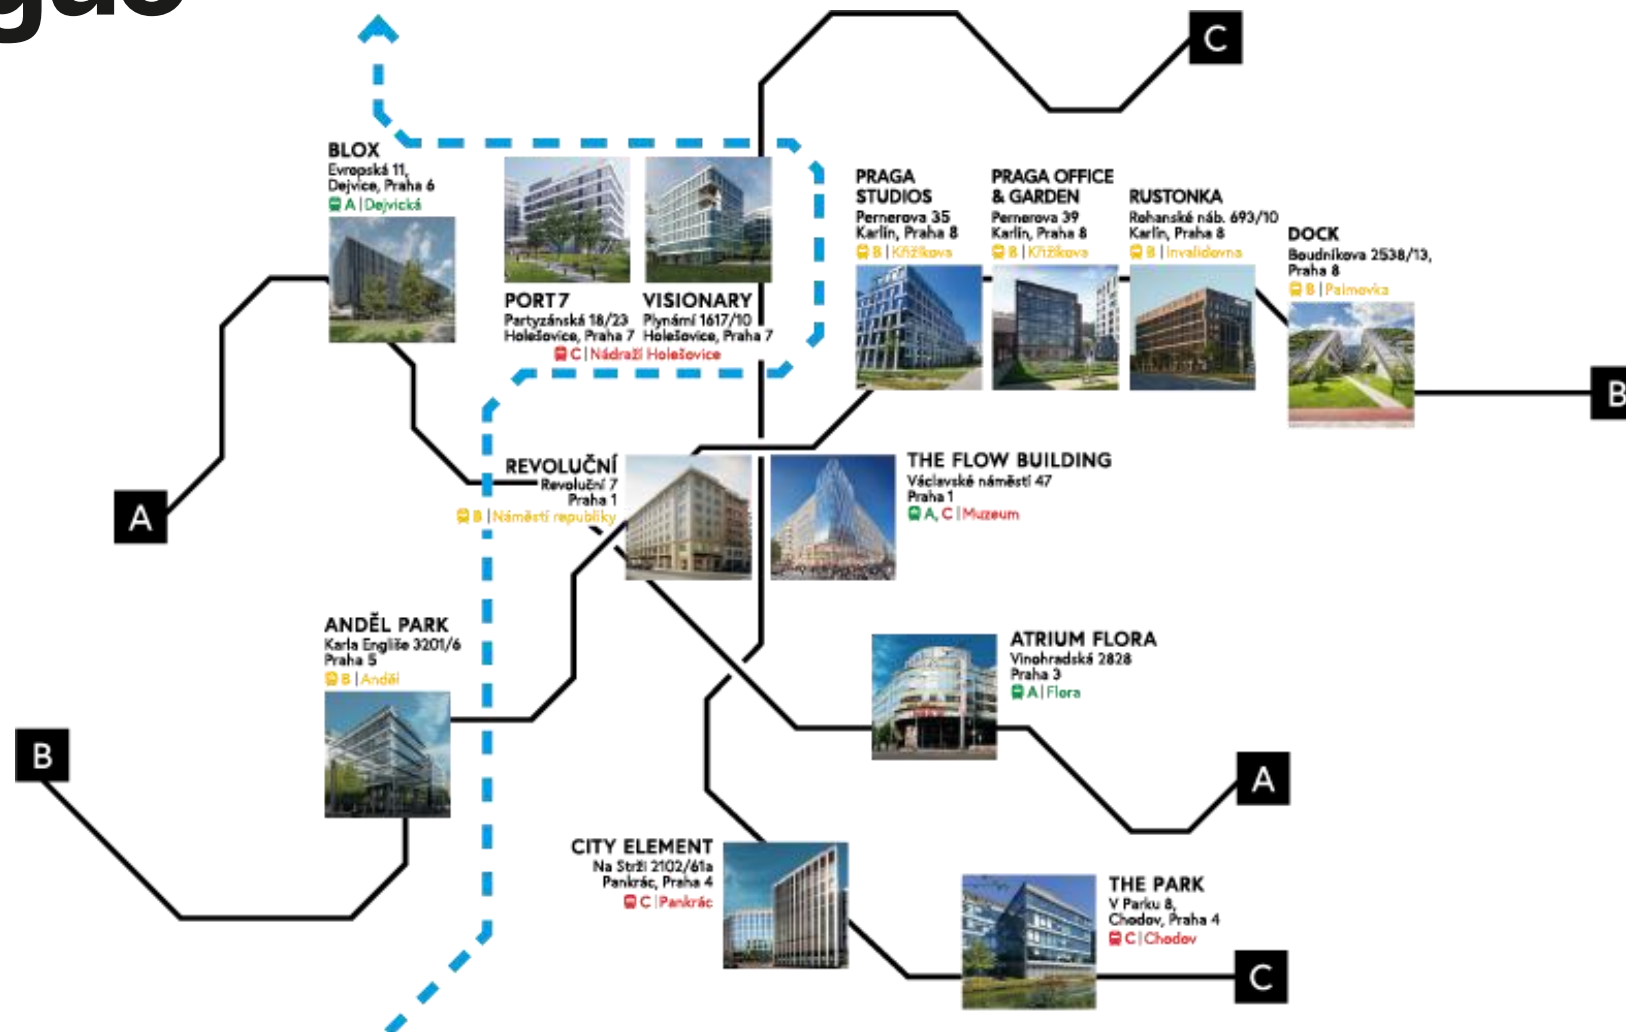 C
BLOX
Evropská 11,
Dejvice, Praha 6
A | Dejvická
PORT7
Partyzánská 18/23
Holešovice, Praha 7
VISIONARY
Plynární 1617/10
Holešovice, Praha 7
C | Nádraží Holešovice
PRAGA
STUDIOS
Pernerova 35
Karlín, Praha 8
B | Křižíkova
PRAGA OFFICE
& GARDEN
Pernerova 39
Karlín, Praha 8
B | Křižíkova
RUSTONKA
Rohanské náb. 693/10
Karlín, Praha 8
B | Invalidovna
DOCK
Boudníkova 2538/13,
Praha 8
B | Palmovka
B
A
REVOLUČNÍ
Revoluční 7
Praha 1
B | Náměstí republiky
THE FLOW BUILDING
Václavské náměstí 47
Praha 1
A, C | Muzeum
ANDĚL PARK
Karla Engliše 3201/6
Praha 5
B | Anděl
B
ATRIUM FLORA
Vinohradská 2828
Praha 3
A | Flora
A
CITY ELEMENT
Na Strži 2102/61a
Pankrác, Praha 4
C | Pankrác
THE PARK
V Parku 8,
Chodov, Praha 4
C | Chodov
C